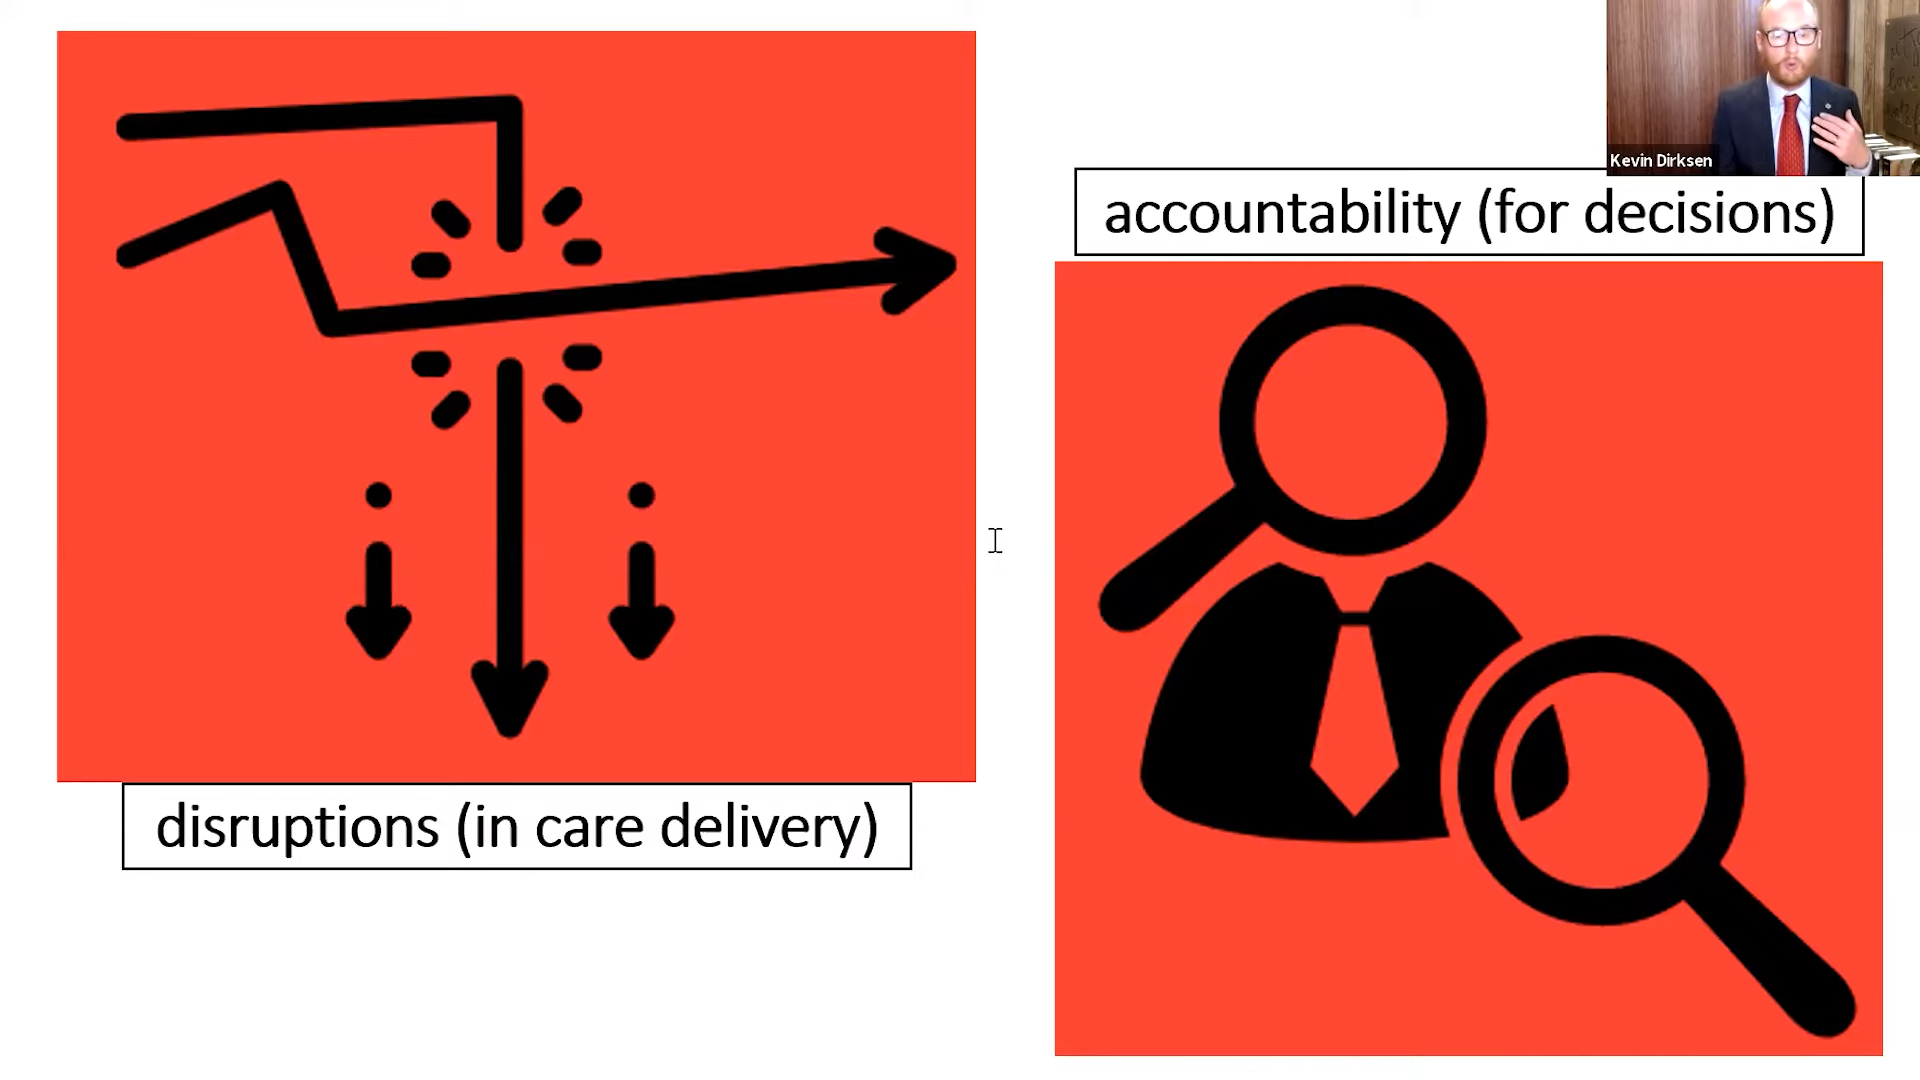 Kevin Dirksen
accountability (for decisions)
disruptions (in care delivery)